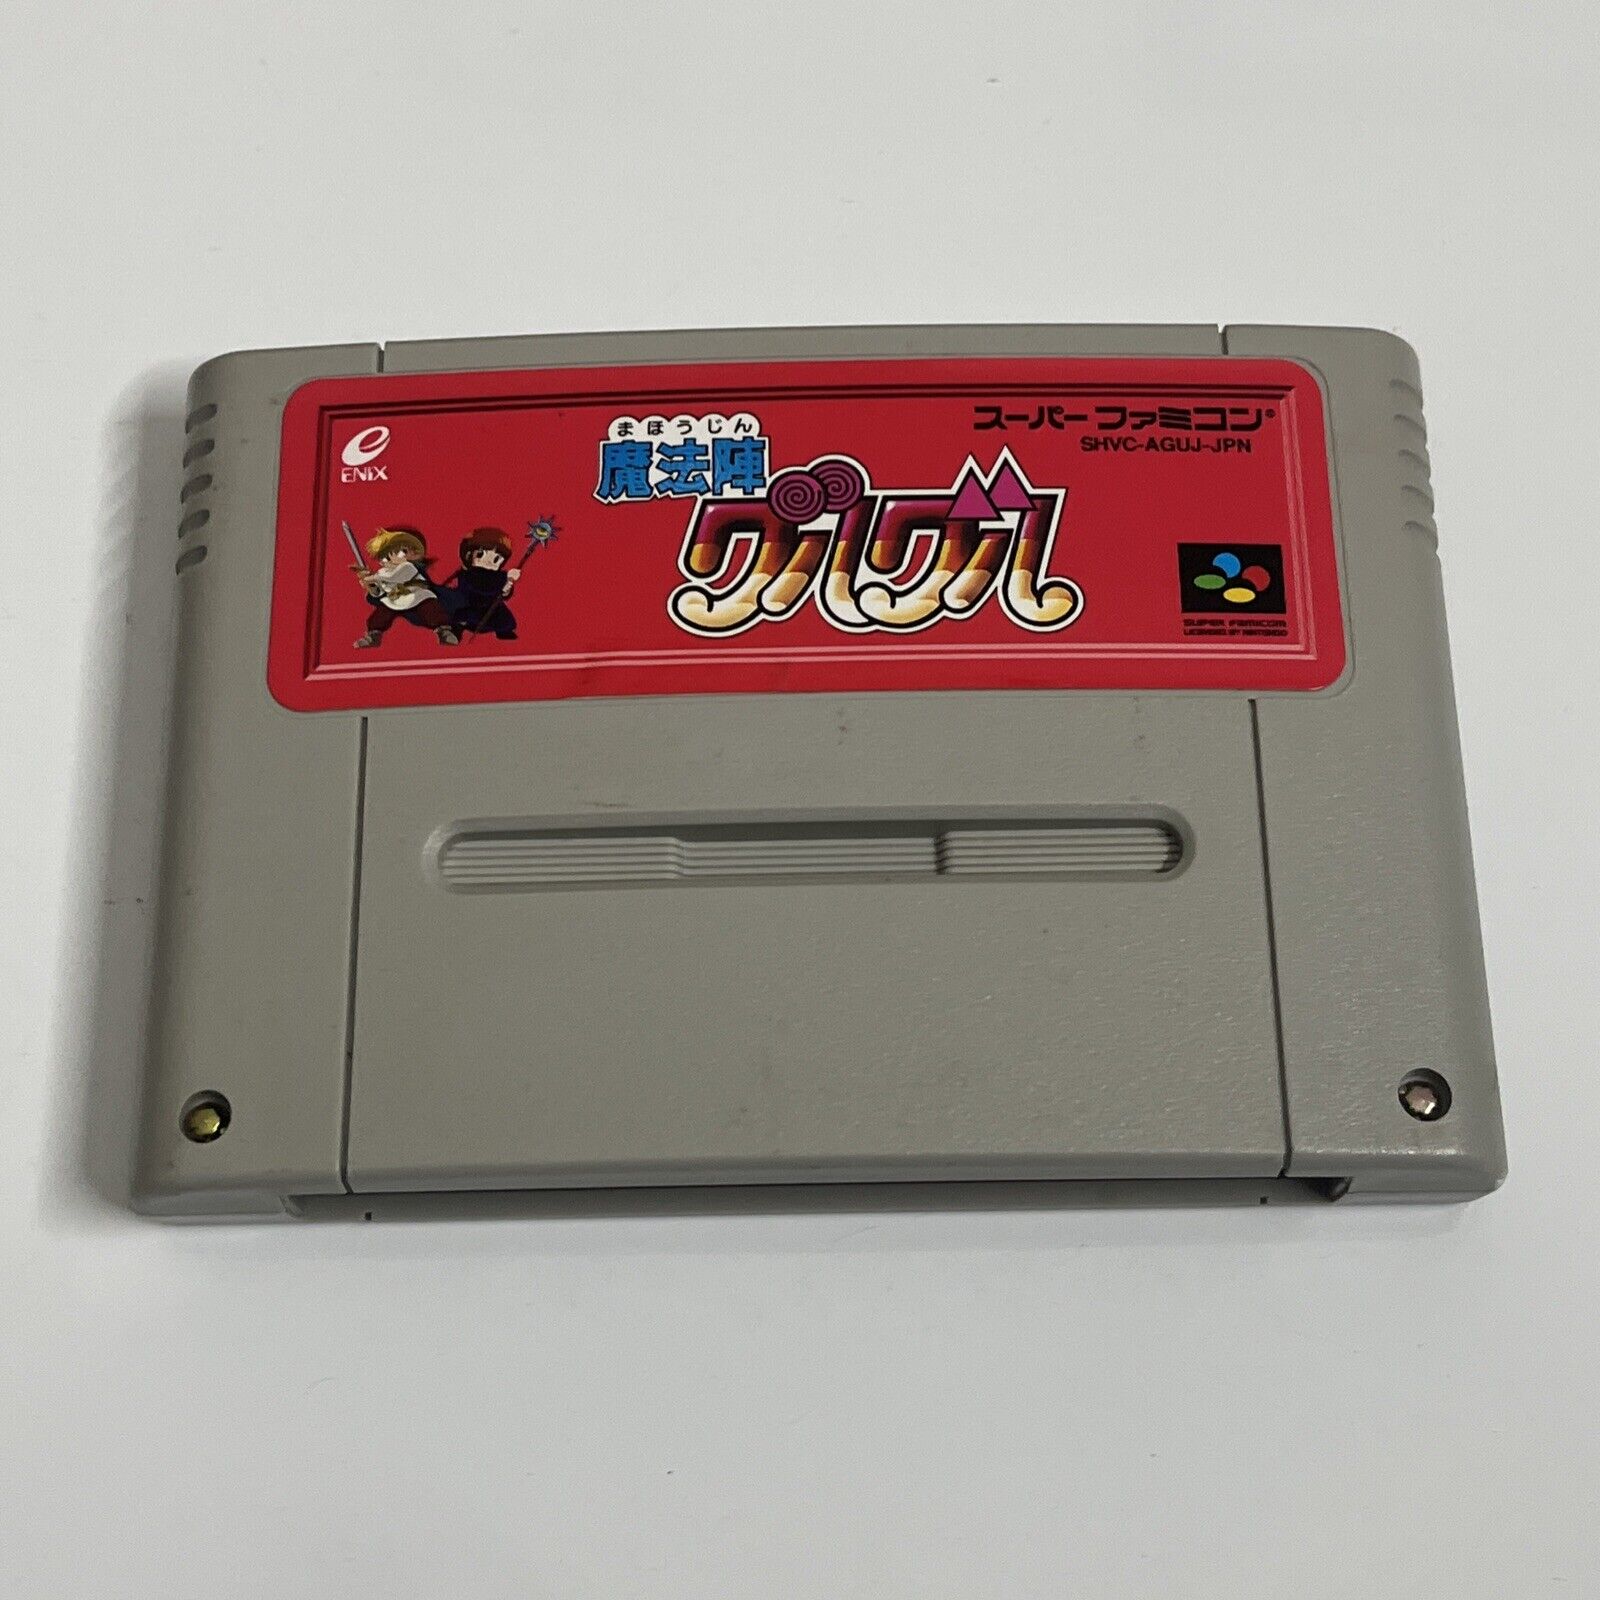 スーパーファミコン®
SHVC-AGUJ-JPN
ENIX
まほうじん
魔法陣
グルグル
SUPER FAMICOM
LICENSED BY NINTENDO